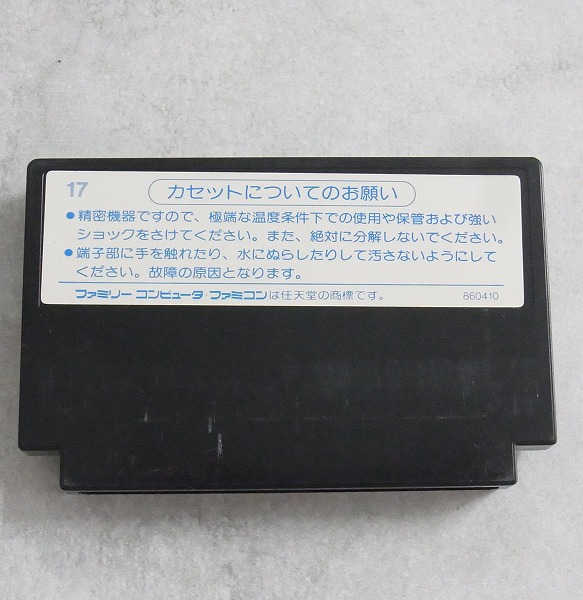 17
カセットについてのお願い
●精密機器ですので、極端な温度条件下での使用や保管および強い
ショックをさけてください。また、絶対に分解しないでください。
●端子部に手を触れたり、水にぬらしたりして汚さないようにして
ください。故障の原因となります。
ファミリーコンピュータ・ファミコンは任天堂の商標です。 860410